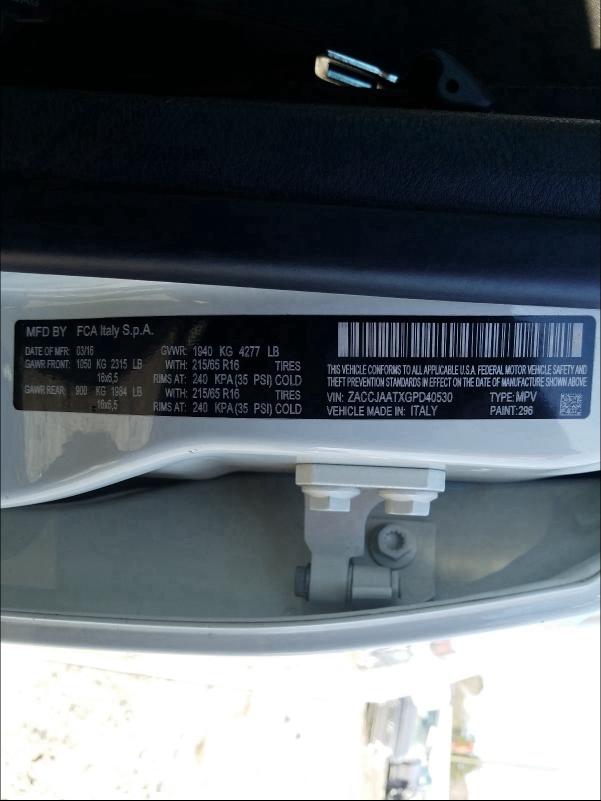 MFD BY FCA Italy S.p.A.
DATE OF MFR: 03/16 GVWR: 1940 KG 4277 LB
GAWR FRONT: 1050 KG 2315 LB WITH: 215/65 R16 TIRES
16x6,5 RIMS AT: 240 KPA(35 PSI) COLD
GAWR REAR: 900 KG 1984 LB WITH: 215/65 R16 TIRES
16x6,5 RIMS AT: 240 KPA(35 PSI) COLD
THIS VEHICLE CONFORMS TO ALL APPLICABLE U.S.A. FEDERAL MOTOR VEHICLE SAFETY AND
THEFT PREVENTION STANDARDS IN EFFECT ON THE DATE OF MANUFACTURE SHOWN ABOVE.
VIN: ZACCJAATXGPD40530 TYPE: MPV
VEHICLE MADE IN: ITALY PAINT: 296